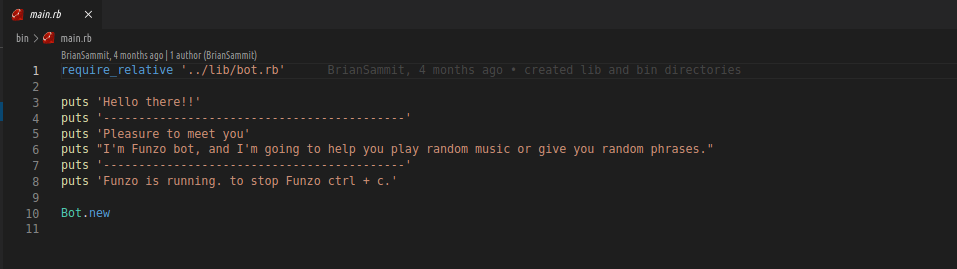 main.rb
bin > main.rb
BrianSammit, 4 months ago | 1 author (BrianSammit)
1 require_relative '../lib/bot.rb' BrianSammit, 4 months ago • created lib and bin directories
2
3 puts 'Hello there!!'
4 puts '-------------------------------------------'
5 puts 'Pleasure to meet you'
6 puts "I'm Funzo bot, and I'm going to help you play random music or give you random phrases."
7 puts '-------------------------------------------'
8 puts 'Funzo is running. to stop Funzo ctrl + c.'
9
10 Bot.new
11